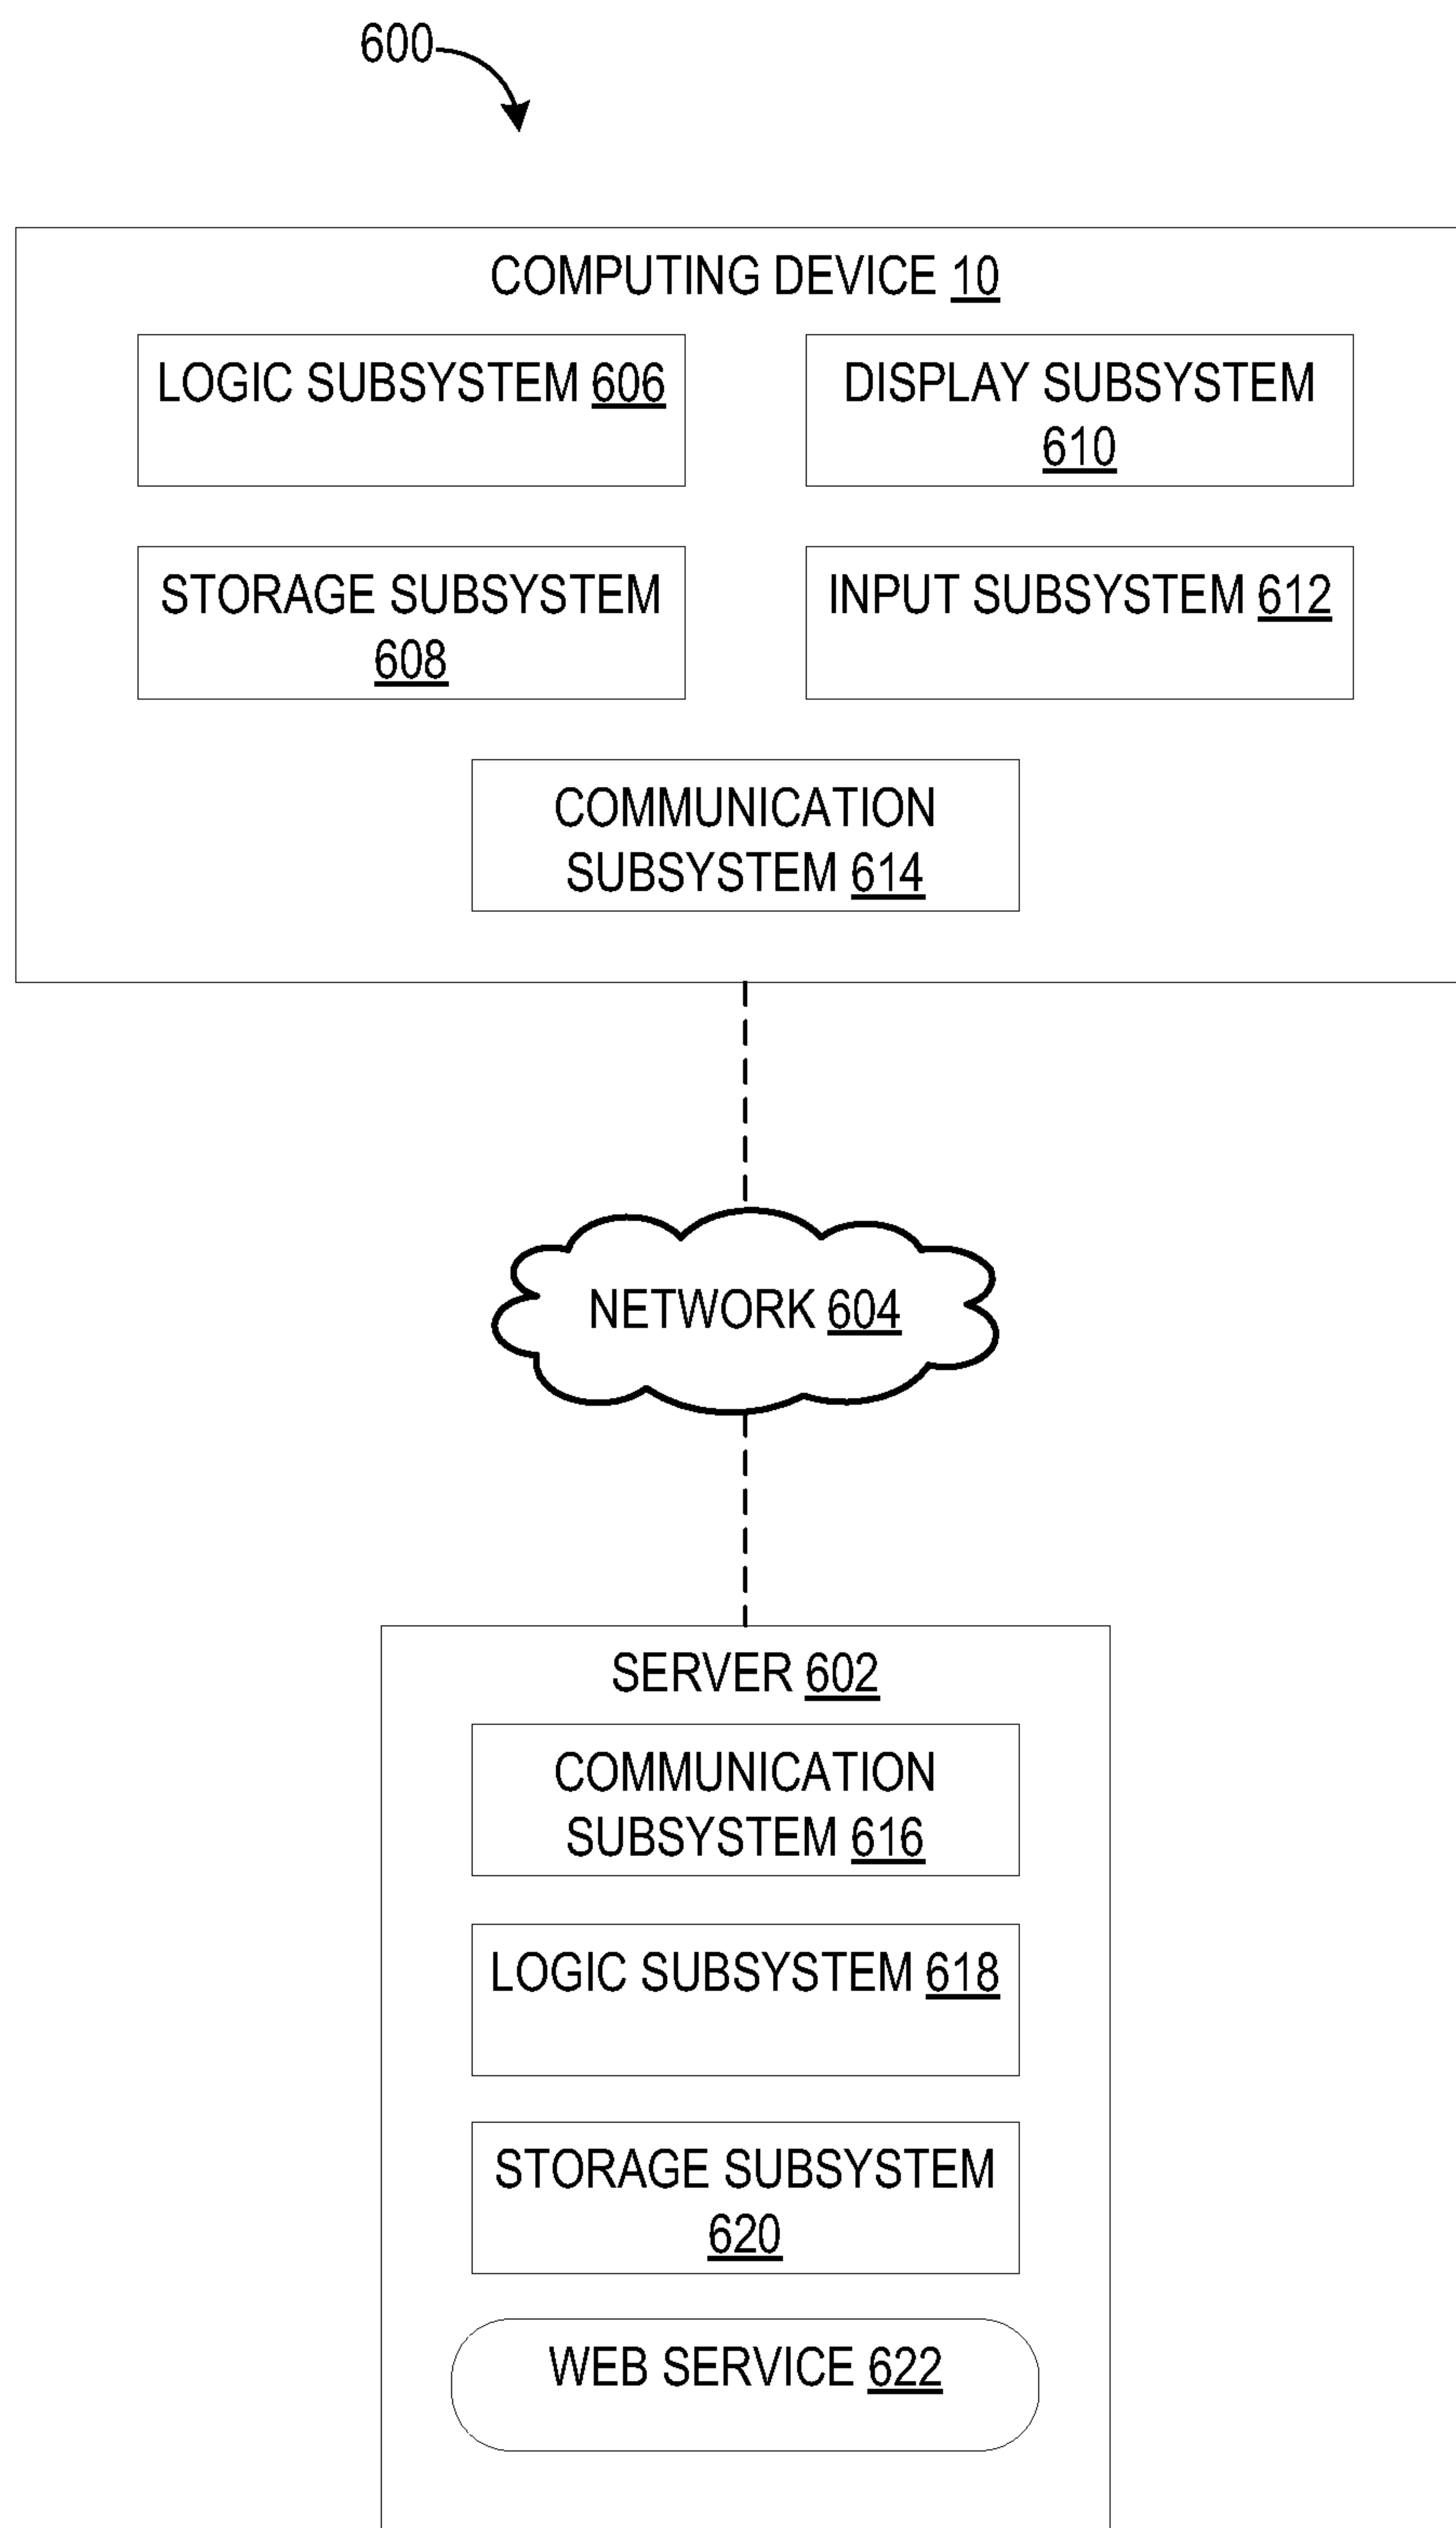 600
COMPUTING DEVICE 10
LOGIC SUBSYSTEM 606
DISPLAY SUBSYSTEM
610
STORAGE SUBSYSTEM
608
INPUT SUBSYSTEM 612
COMMUNICATION
SUBSYSTEM 614
NETWORK 604
SERVER 602
COMMUNICATION
SUBSYSTEM 616
LOGIC SUBSYSTEM 618
STORAGE SUBSYSTEM
620
WEB SERVICE 622